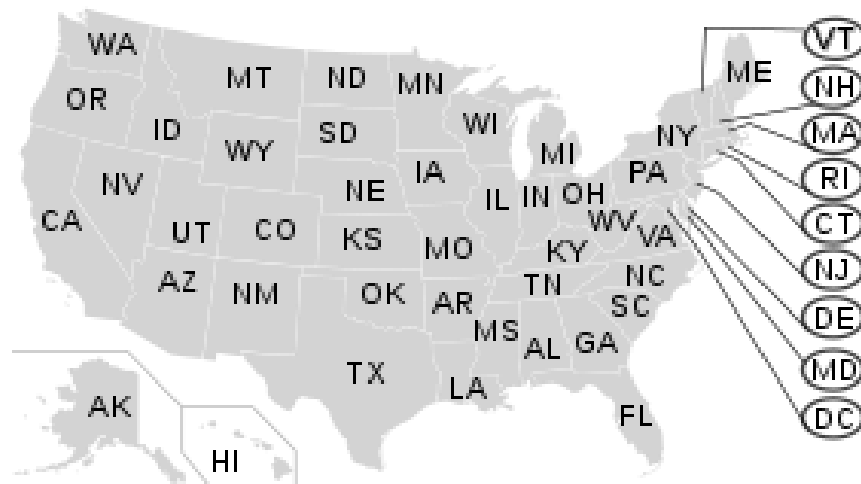 WA
MT
ND
MN
ME
VT
NH
OR
ID
SD
WI
NY
MA
WY
MI
PA
RI
NV
NE
IA
IL
IN
OH
CT
CA
UT
CO
KS
MO
KY
WV
VA
NJ
AZ
NM
OK
AR
TN
NC
SC
DE
TX
MS
AL
GA
MD
LA
FL
DC
AK
HI